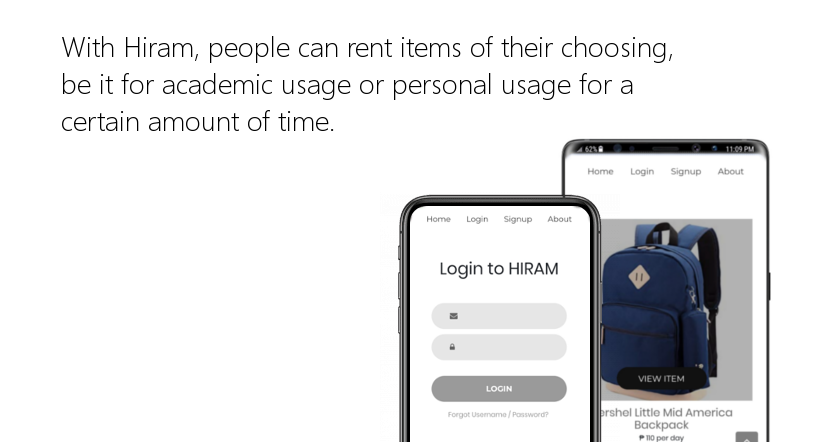 With Hiram, people can rent items of their choosing,
be it for academic usage or personal usage for a
certain amount of time.
62% 11:09 PM
Home Login Signup About
Home Login Signup About
Login to HIRAM
LOGIN
Forgot Username / Password?
VIEW ITEM
Little Mid America
Backpack
₱ 110 per day